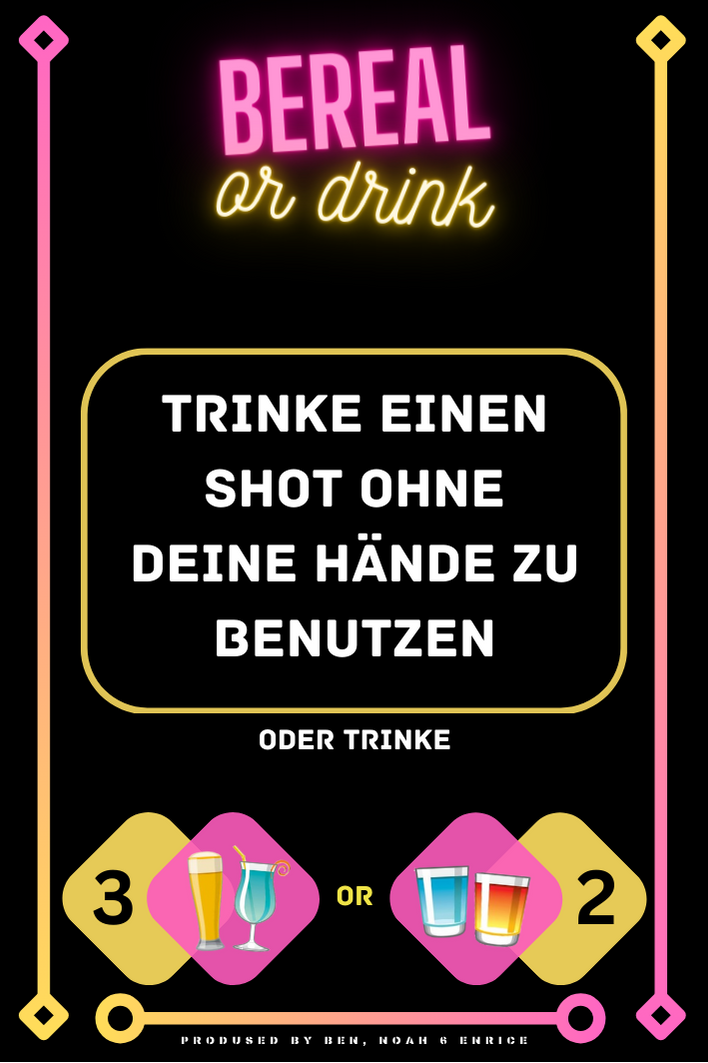 BEREAL
or drink
TRINKE EINEN
SHOT OHNE
DEINE HÄNDE ZU
BENUTZEN
ODER TRINKE
3 OR 2
PRODUSED BY BEN, NOAH & ENRICE